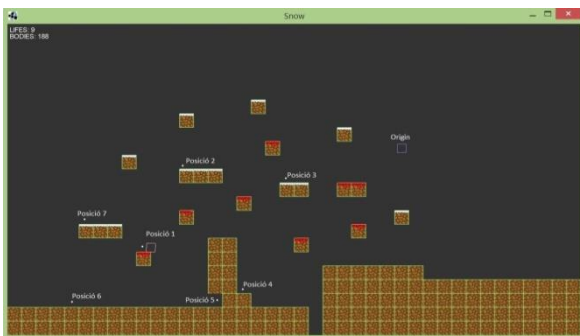 Snow
LIFES: 9
BODIES: 188
Origin
Posició 2
Posició 3
Posició 7
Posició 1
Posició 4
Posició 6
Posició 5